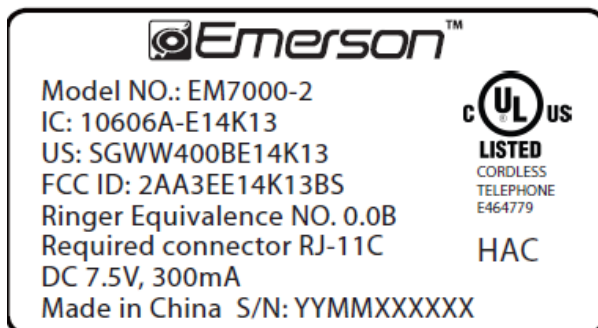 Emerson™
Model NO.: EM7000-2
IC: 10606A-E14K13
US: SGWW400BE14K13
FCC ID: 2AA3EE14K13BS
Ringer Equivalence NO. 0.0B
Required connector RJ-11C
DC 7.5V, 300mA
Made in China S/N: YYMMXXXXXX
C UL® US
LISTED
CORDLESS
TELEPHONE
E464779
HAC